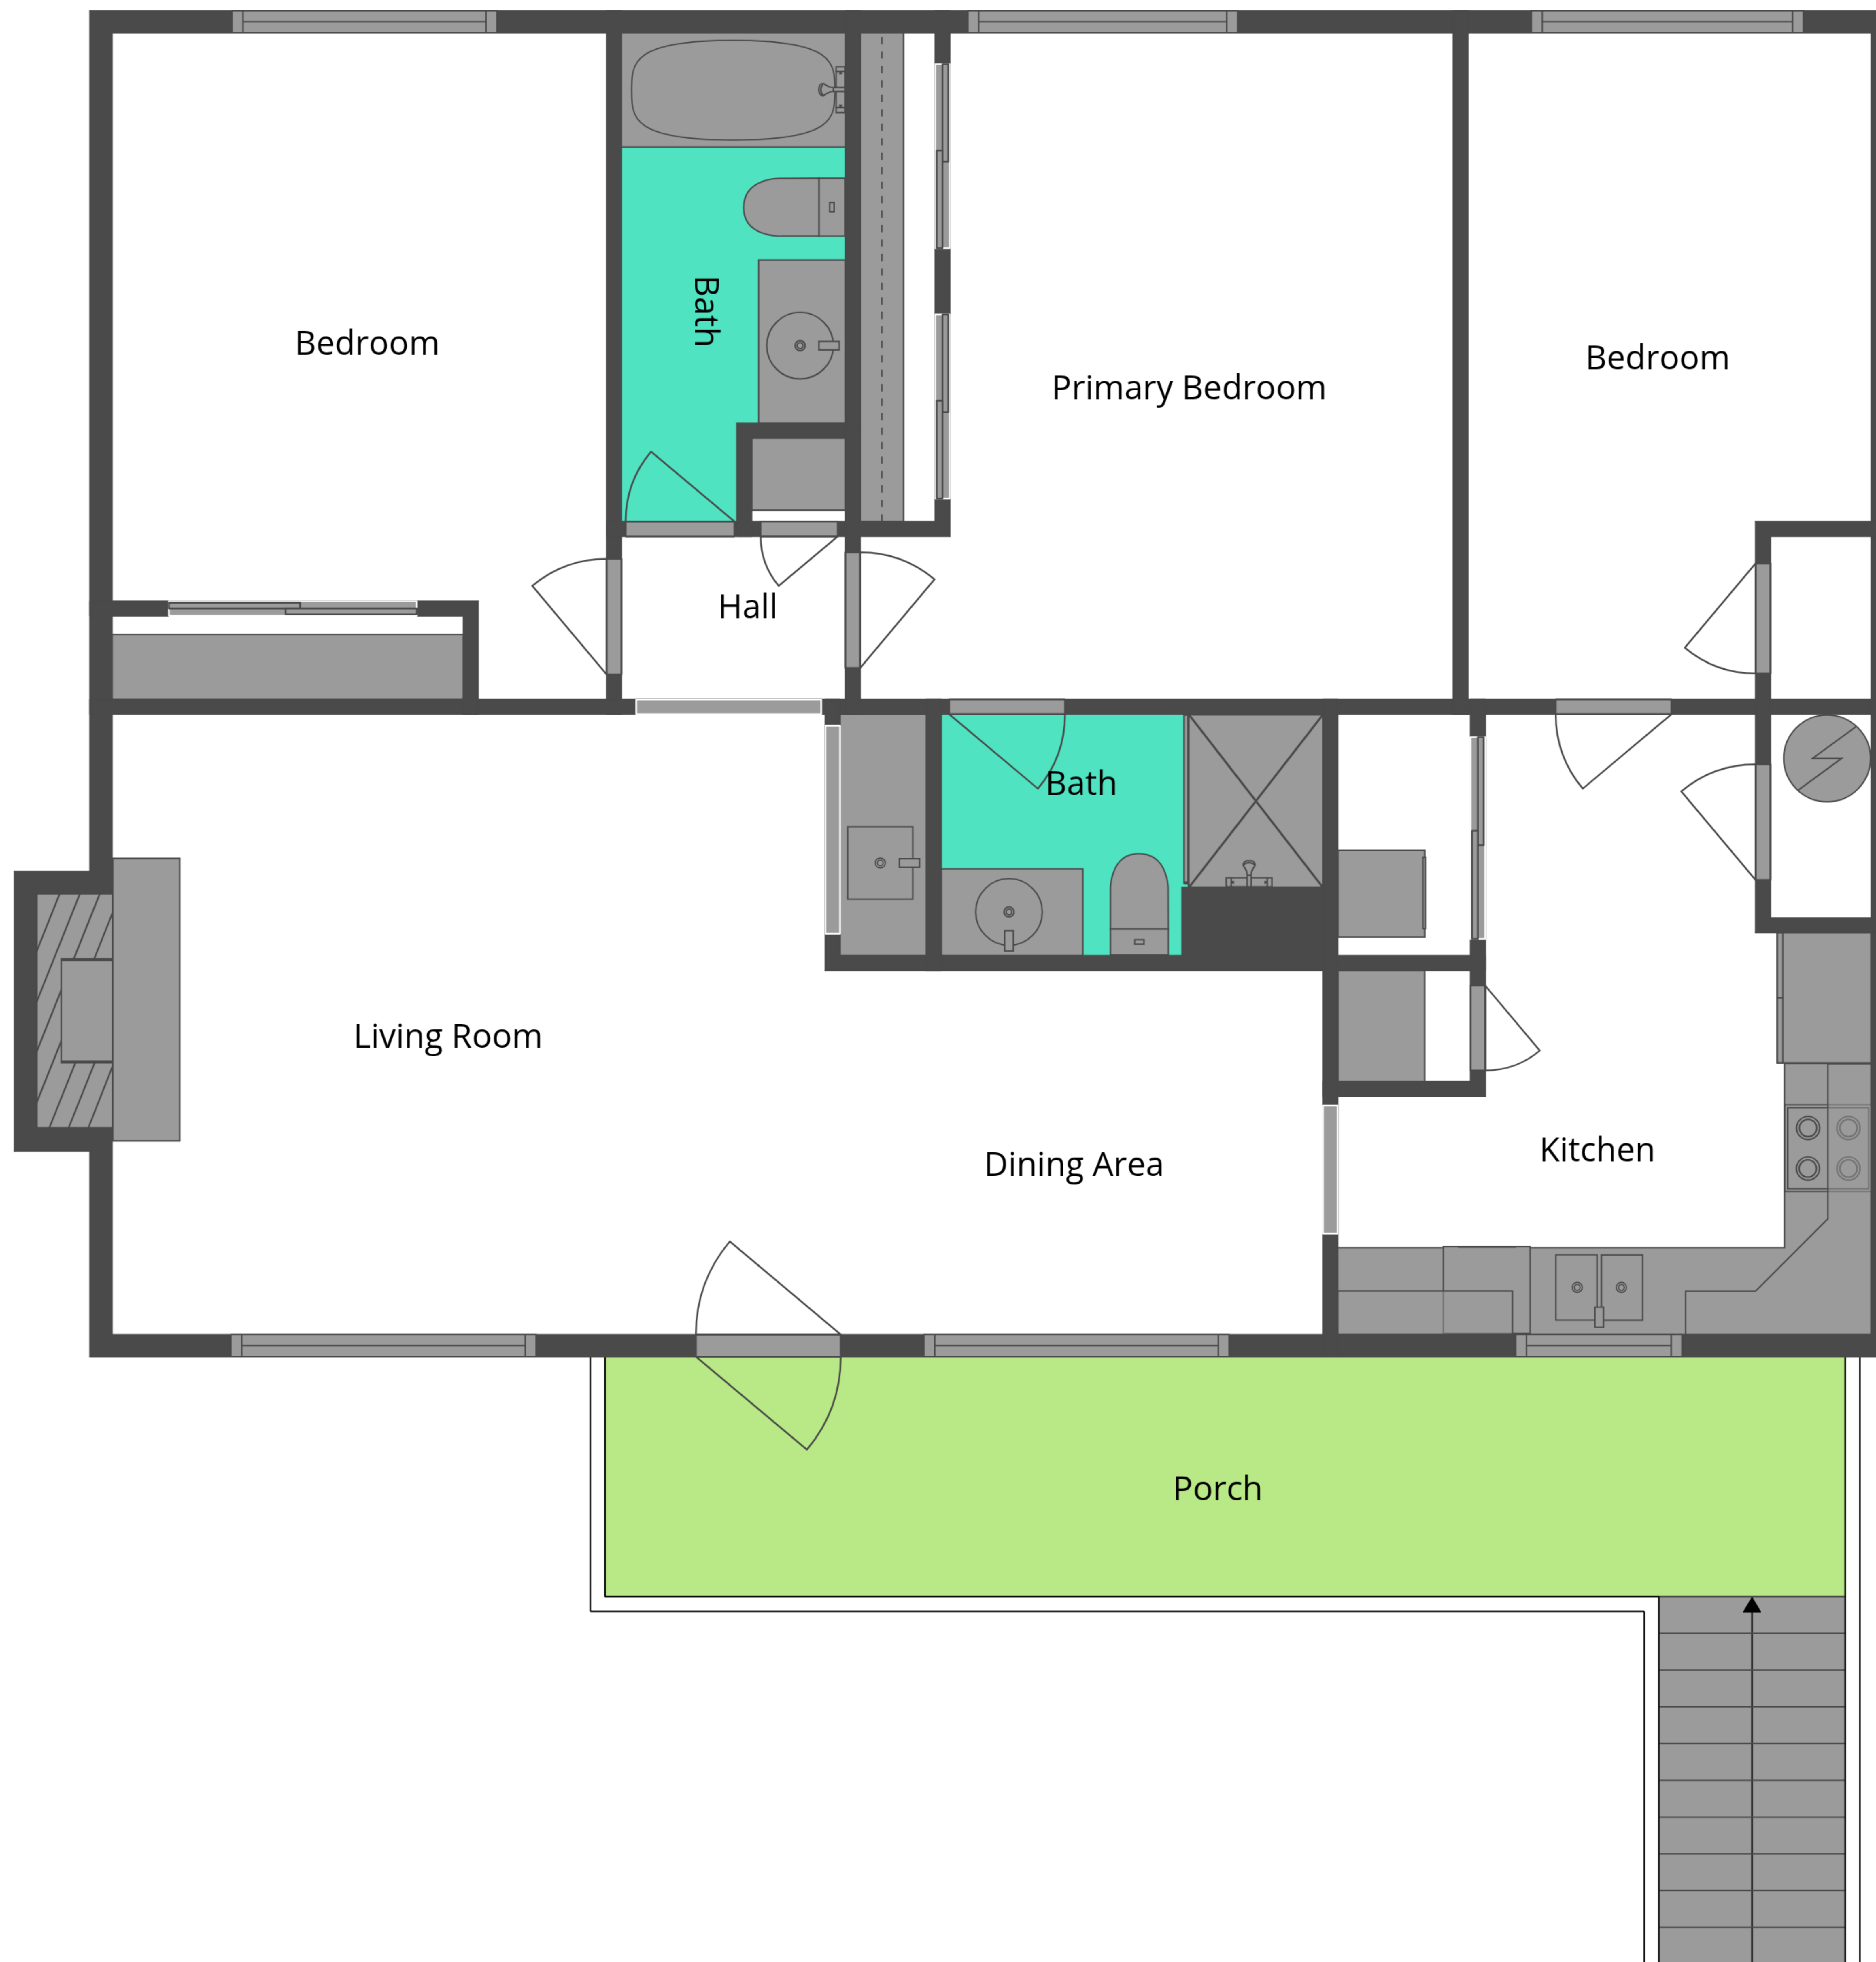 Bath
Bedroom
Bedroom
Primary Bedroom
Hall
Bath
Living Room
Kitchen
Dining Area
Porch